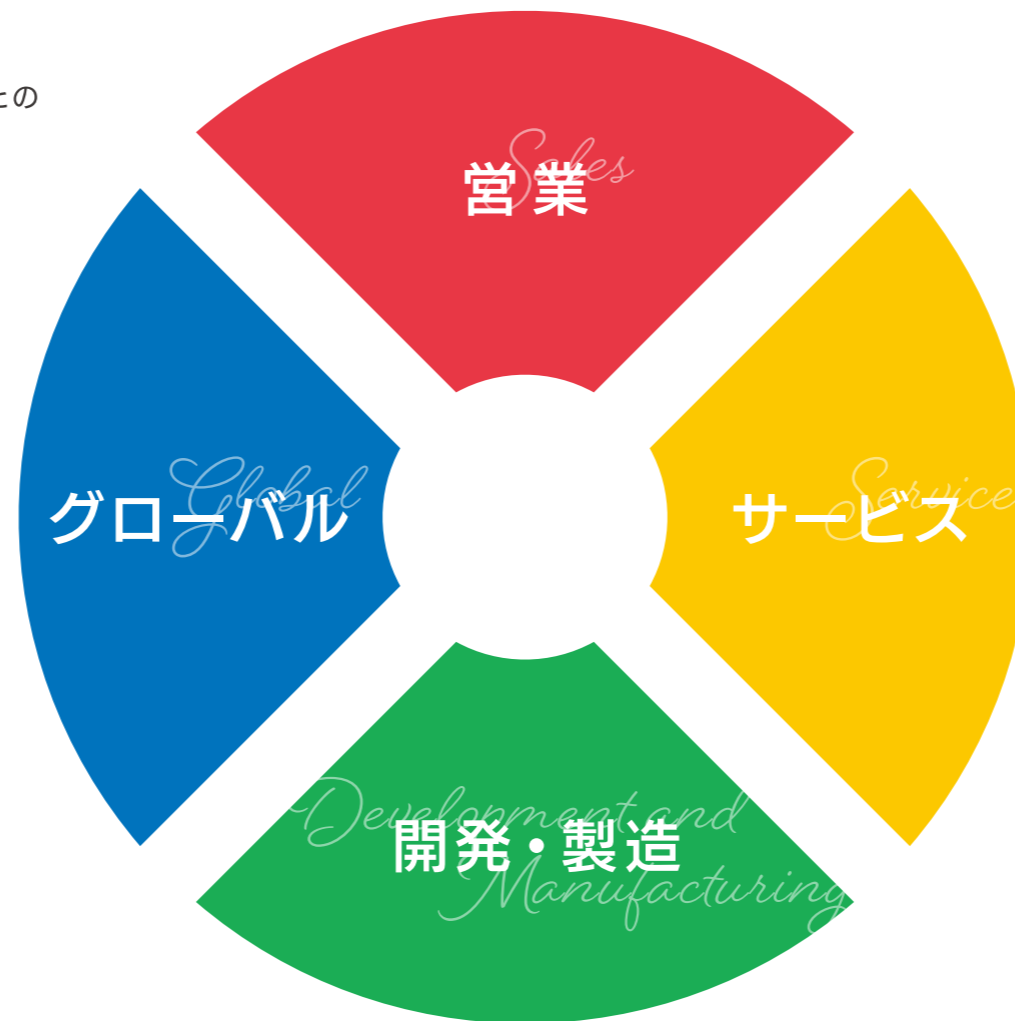 との
Sales
営業
Global
グローバル
Service
サービス
Development and
開発・製造
Manufacturing